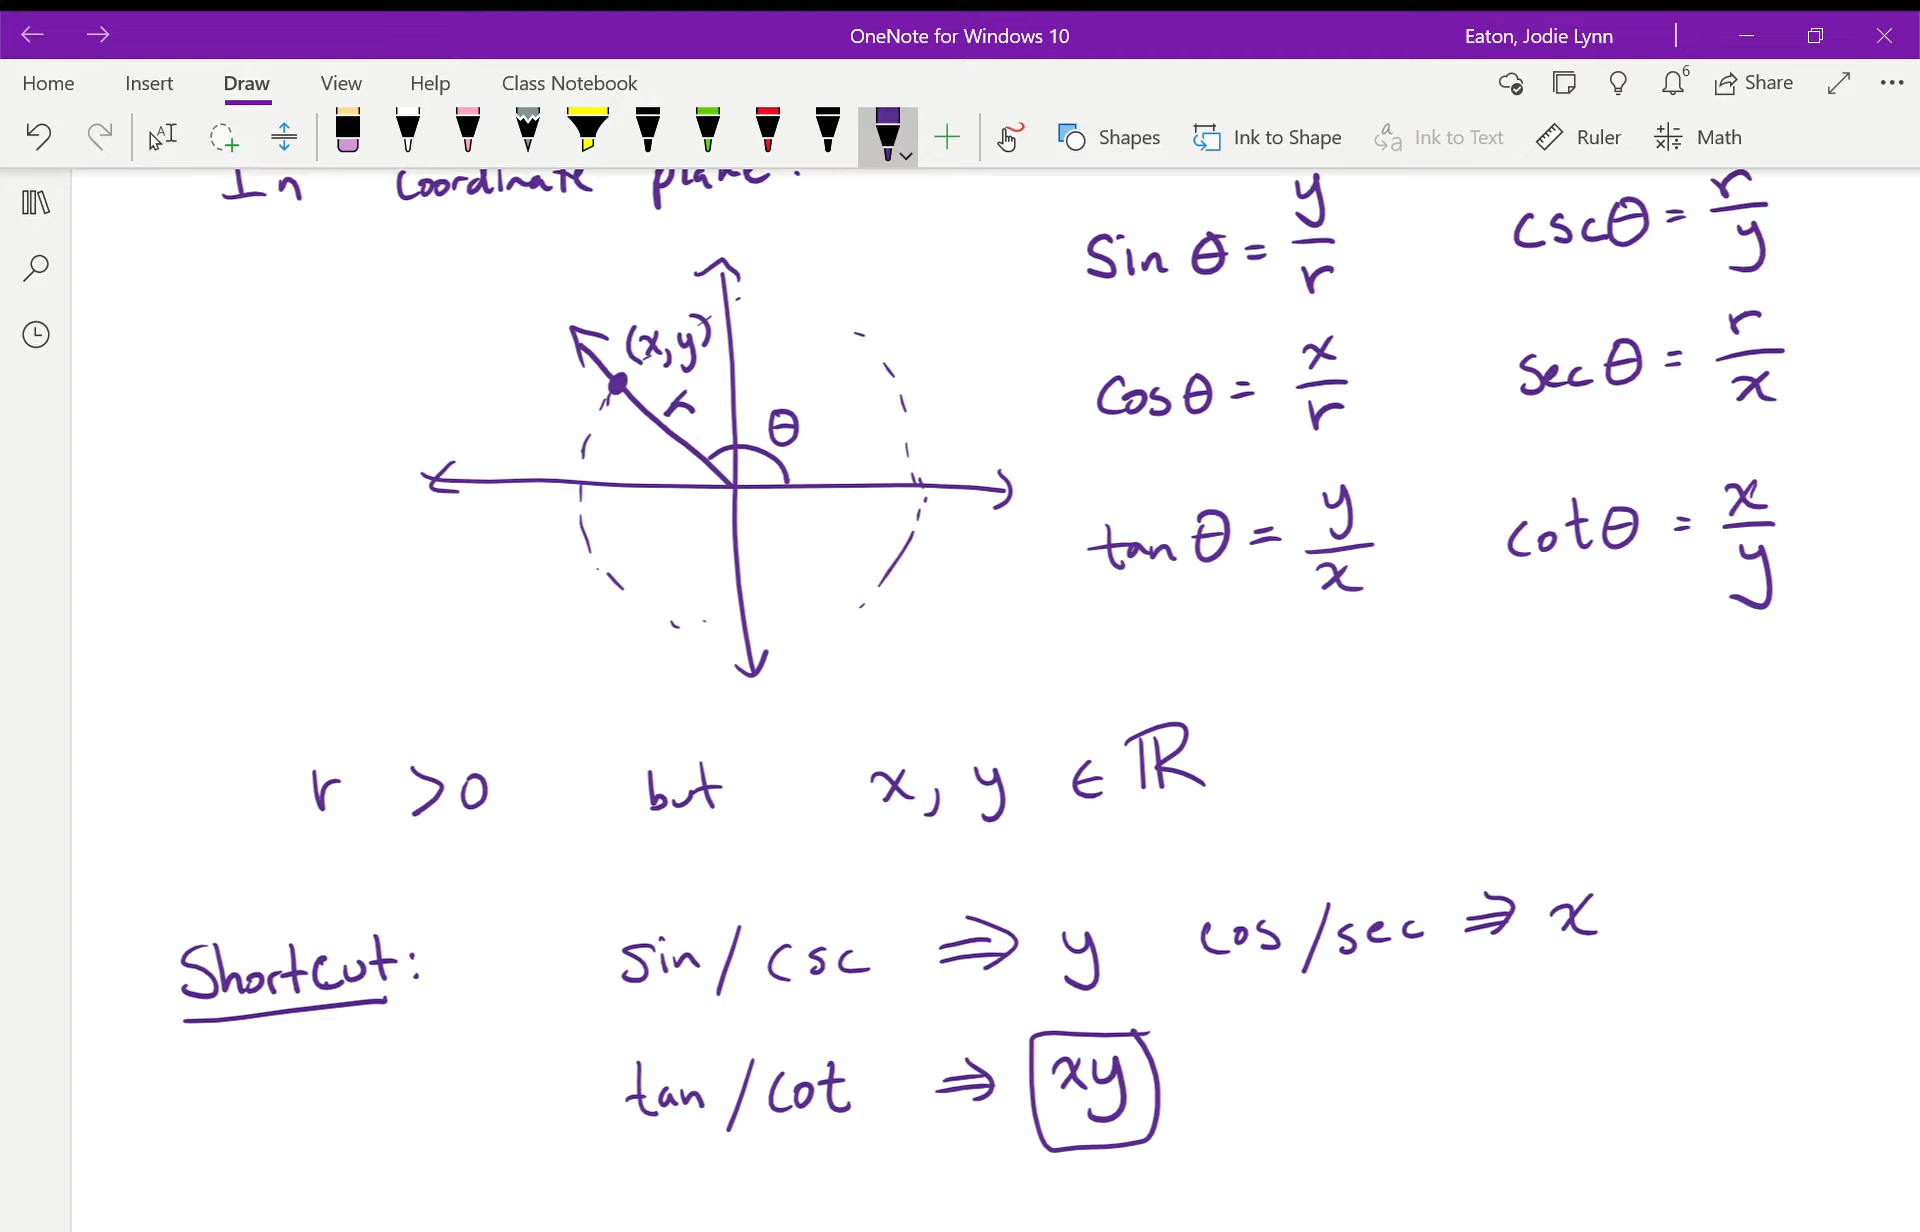 OneNote for Windows 10
Eaton, Jodie Lynn
Home Insert Draw View Help Class Notebook
6
Share
Shapes Ink to Shape Ink to Text Ruler Math
In coordinate plane:
sin θ = y/r
csc θ = r/y
(x, y)
r
θ
cos θ = x/r
sec θ = r/x
tan θ = y/x
cot θ = x/y
r > 0 but x, y ∈ ℝ
Shortcut: sin / csc ⇒ y cos / sec ⇒ x
tan / cot ⇒ xy